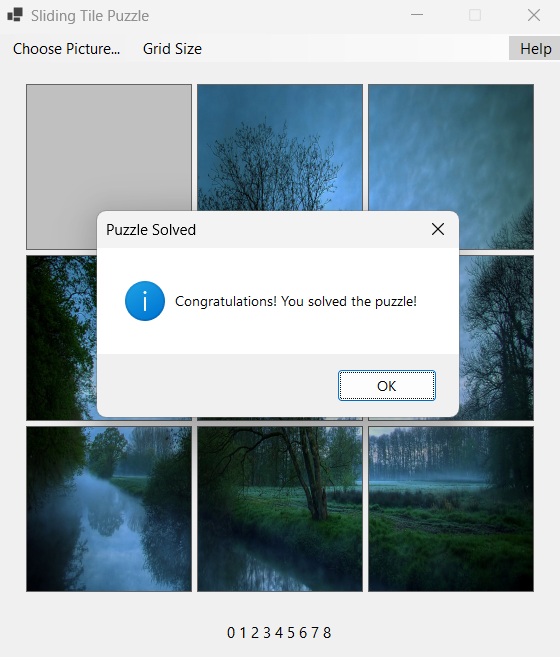 Sliding Tile Puzzle
Choose Picture... Grid Size Help
Puzzle Solved
Congratulations! You solved the puzzle!
OK
0 1 2 3 4 5 6 7 8